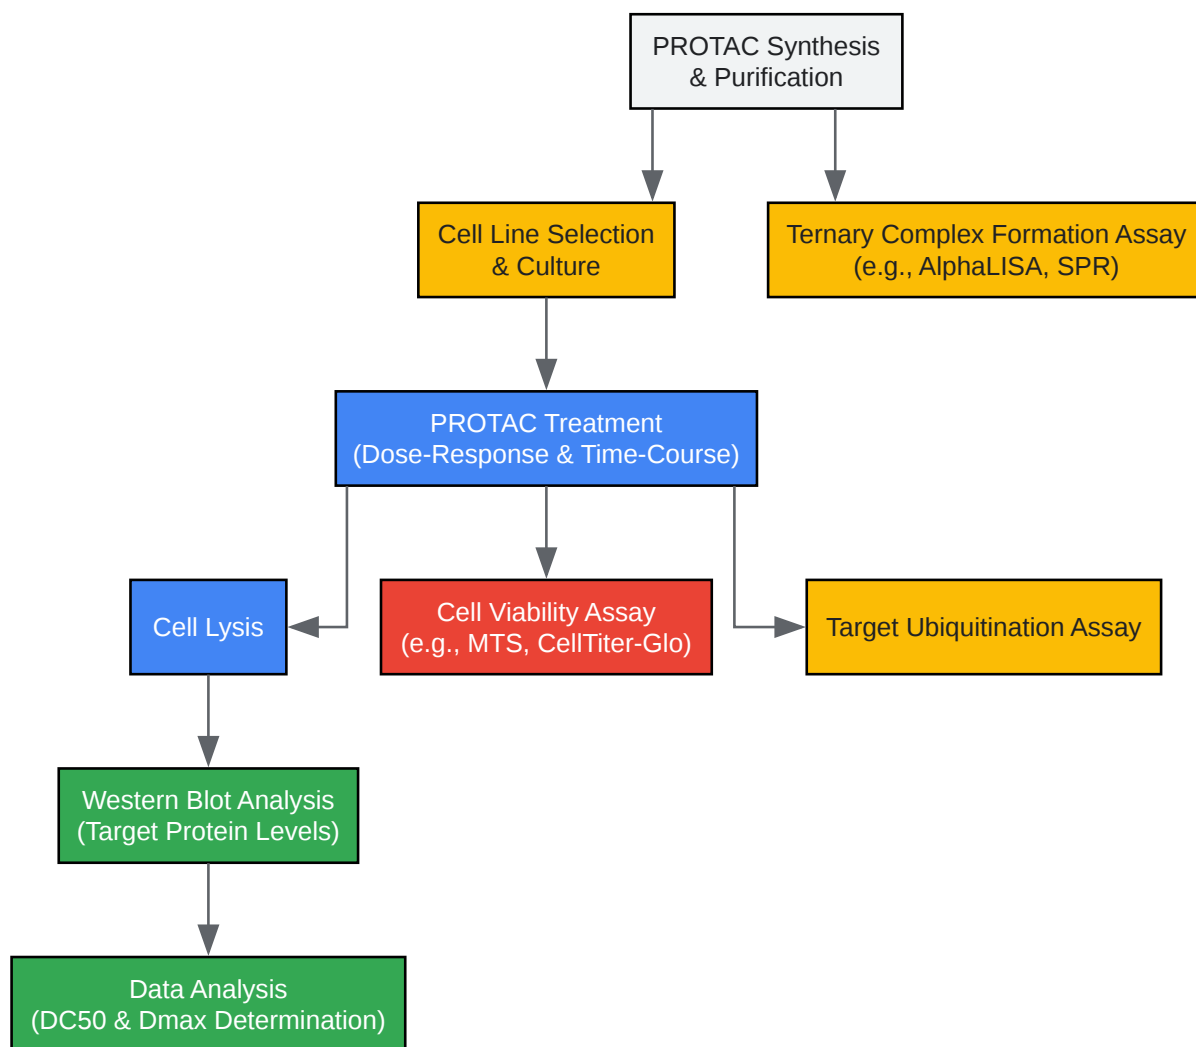 PROTAC Synthesis
& Purification
Cell Line Selection
& Culture
Ternary Complex Formation Assay
(e.g., AlphaLISA, SPR)
PROTAC Treatment
(Dose-Response & Time-Course)
Cell Lysis
Cell Viability Assay
(e.g., MTS, CellTiter-Glo)
Target Ubiquitination Assay
Western Blot Analysis
(Target Protein Levels)
Data Analysis
(DC50 & Dmax Determination)